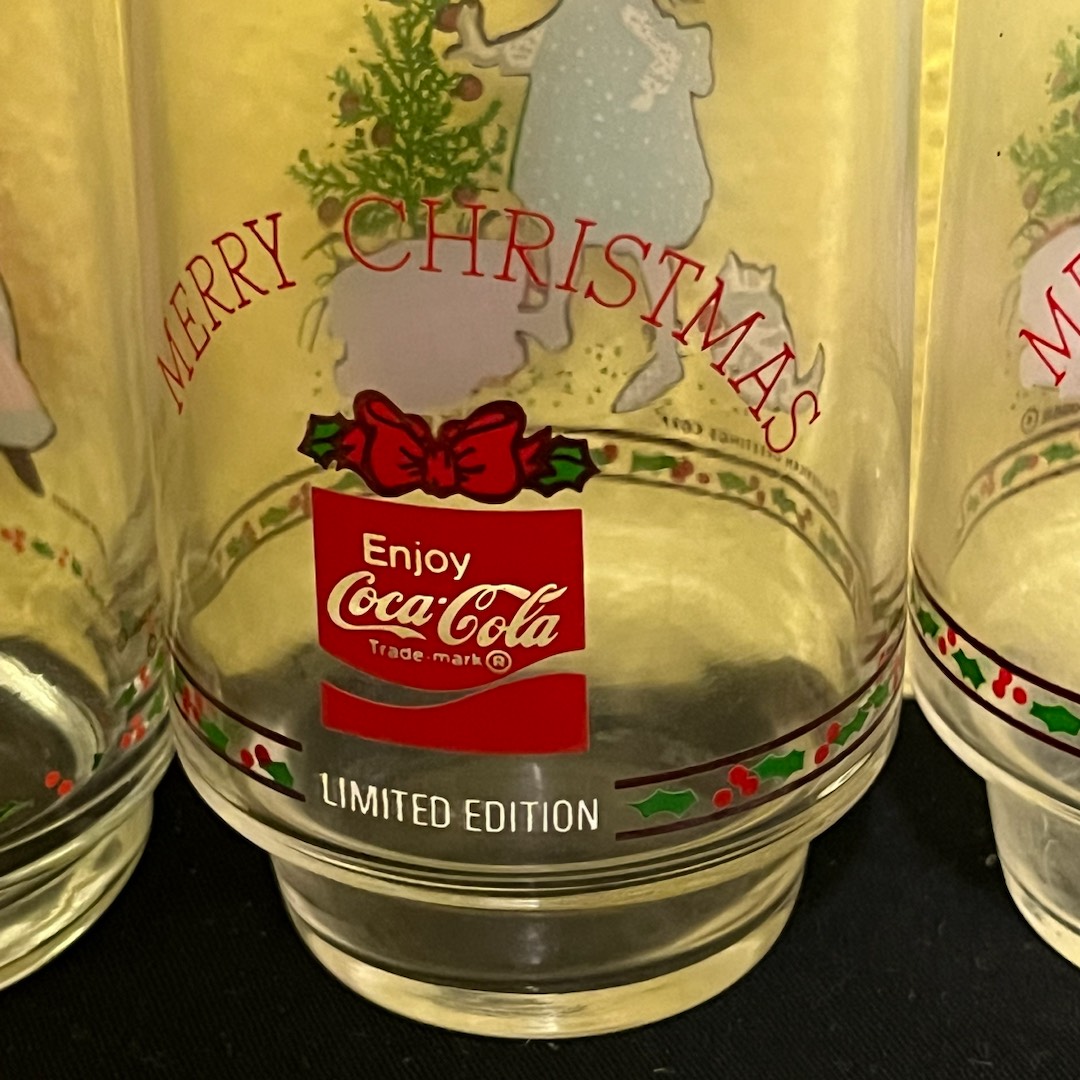 MERRY CHRISTMAS
Enjoy
Coca-Cola
Trade-mark ®
LIMITED EDITION